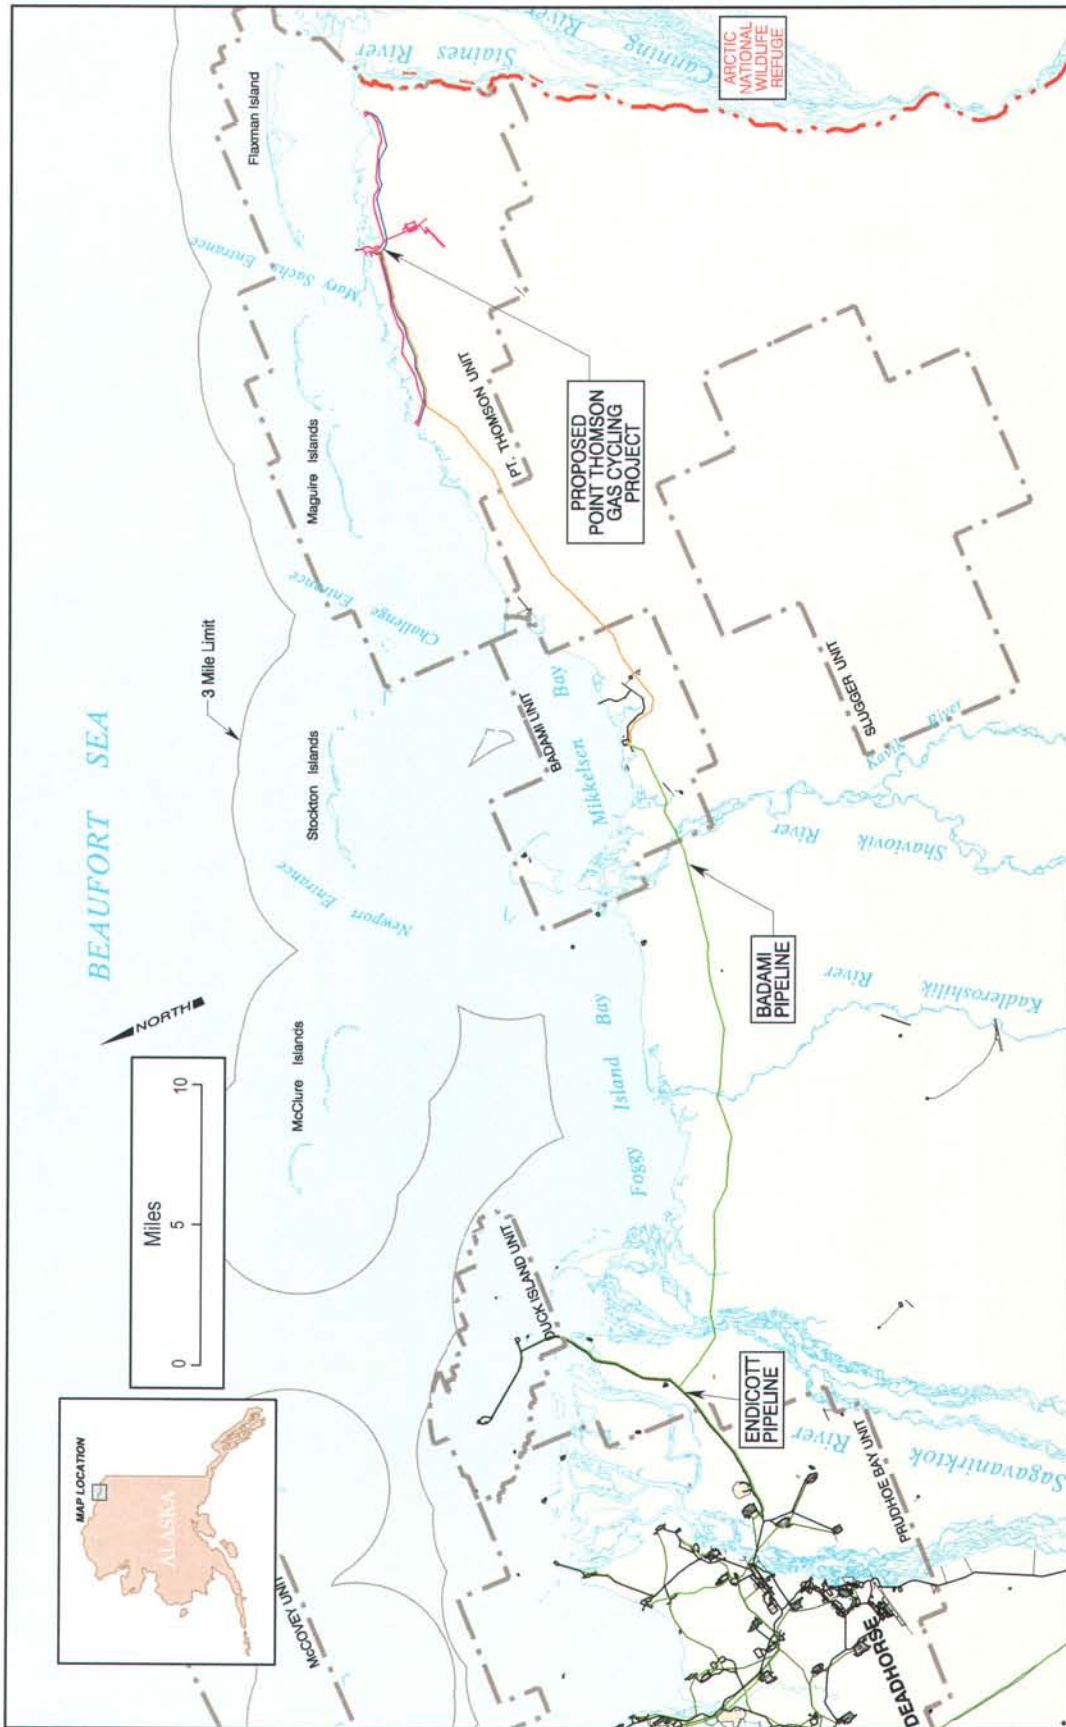 BEAUFORT SEA
3 Mile Limit
NORTH
Miles
0 5 10
MAP LOCATION
ALASKA
McCOVEY UNIT
McClure Islands
Stockton Islands
Maguire Islands
Flaxman Island
Newport Entrance
Challenge Entrance
Mary Sachs Entrance
DUCK ISLAND UNIT
BADAMI UNIT
PT. THOMSON UNIT
Foggy Island Bay
Mikkelsen Bay
Staines River
Canning River
ARCTIC
NATIONAL
WILDLIFE
REFUGE
PROPOSED
POINT THOMSON
GAS CYCLING
PROJECT
BADAMI
PIPELINE
ENDICOTT
PIPELINE
SLUGGER UNIT
PRUDHOE BAY UNIT
Kavik River
Shaviovik
River
Kadleroshilik
River
Sagavanirktok
River
DEADHORSE